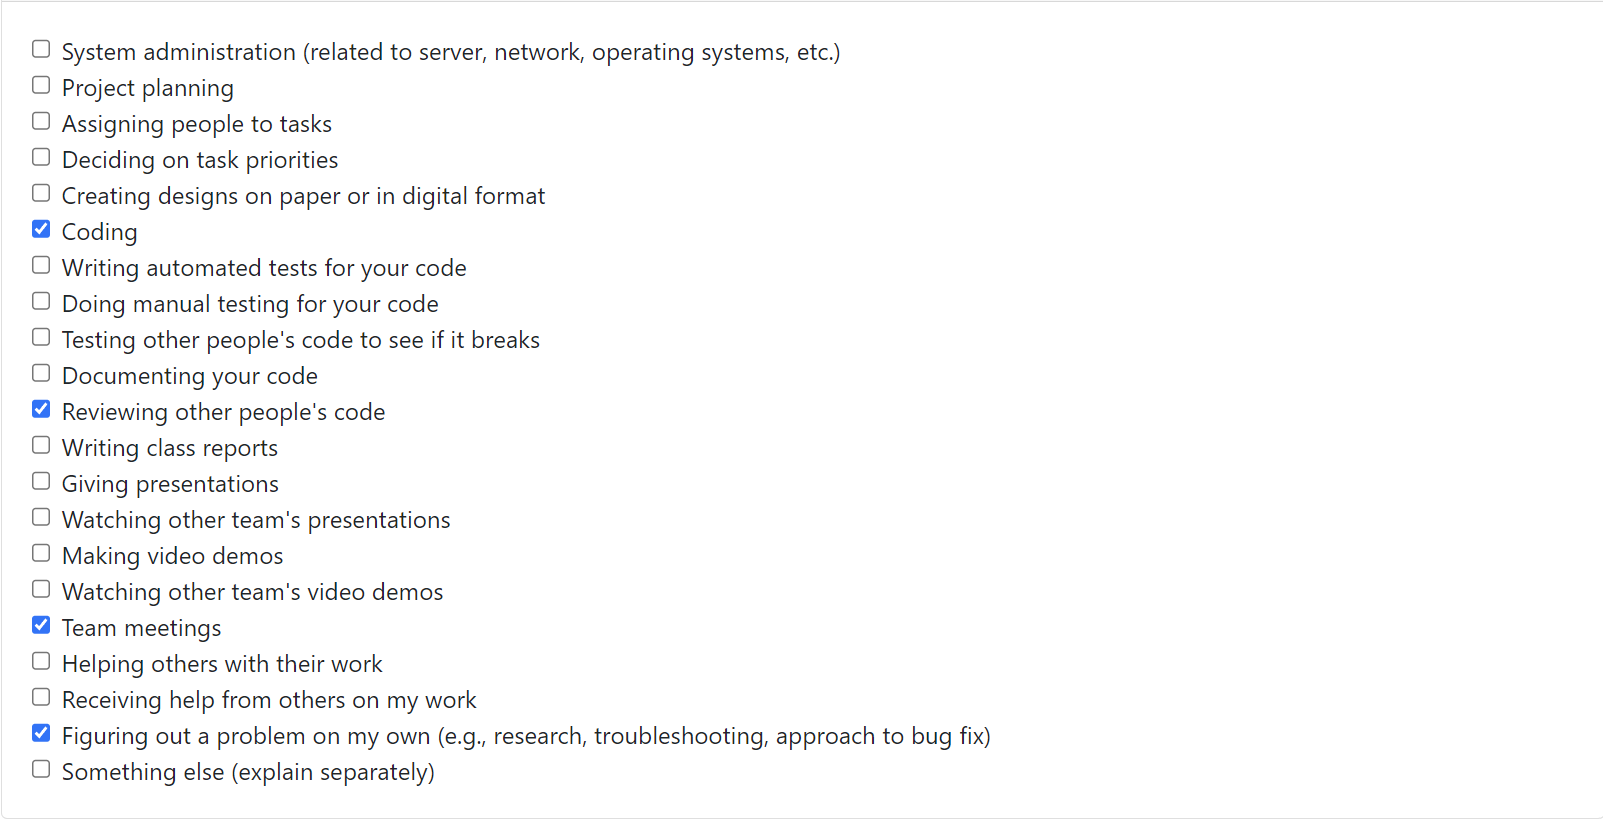 System administration (related to server, network, operating systems, etc.)
Project planning
Assigning people to tasks
Deciding on task priorities
Creating designs on paper or in digital format
Coding
Writing automated tests for your code
Doing manual testing for your code
Testing other people's code to see if it breaks
Documenting your code
Reviewing other people's code
Writing class reports
Giving presentations
Watching other team's presentations
Making video demos
Watching other team's video demos
Team meetings
Helping others with their work
Receiving help from others on my work
Figuring out a problem on my own (e.g., research, troubleshooting, approach to bug fix)
Something else (explain separately)